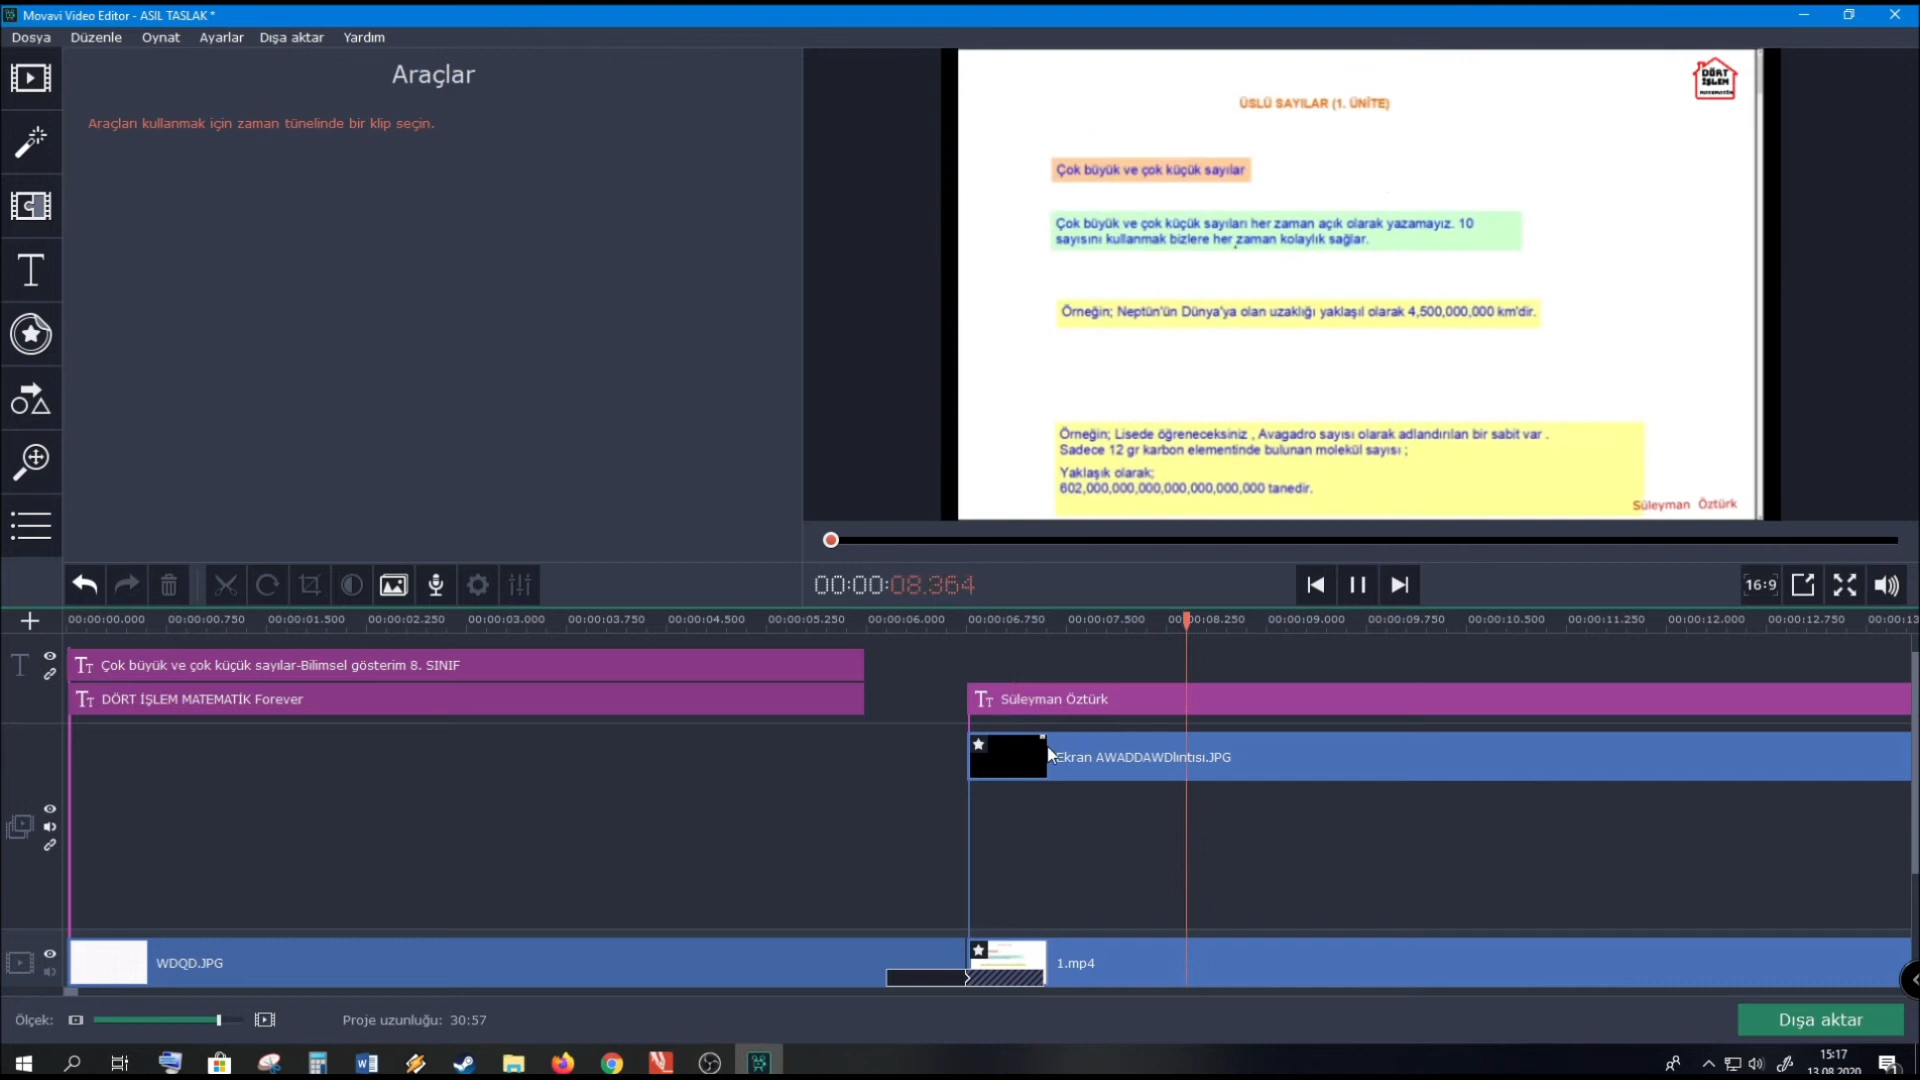 Movavi Video Editor - ASIL TASLAK *
Dosya Düzenle Oynat Ayarlar Dışa aktar Yardım
Araçlar
Araçları kullanmak için zaman tünelinde bir klip seçin.
DÖRT
İŞLEM
MATEMATİK
ÜSLÜ SAYILAR (1. ÜNİTE)
Çok büyük ve çok küçük sayılar
Çok büyük ve çok küçük sayıları her zaman açık olarak yazamayız. 10
sayısını kullanmak bizlere her zaman kolaylık sağlar.
Örneğin; Neptün'ün Dünya'ya olan uzaklığı yaklaşıl olarak 4,500,000,000 km'dir.
Örneğin; Lisede öğreneceksiniz , Avagadro sayısı olarak adlandırılan bir sabit var .
Sadece 12 gr karbon elementinde bulunan molekül sayısı ;
Yaklaşık olarak;
602,000,000,000,000,000,000,000 tanedir.
Süleyman Öztürk
00:00:08.364
16:9
00:00:00.000 00:00:00.750 00:00:01.500 00:00:02.250 00:00:03.000 00:00:03.750 00:00:04.500 00:00:05.250 00:00:06.000 00:00:06.750 00:00:07.500 00:00:08.250 00:00:09.000 00:00:09.750 00:00:10.500 00:00:11.250 00:00:12.000 00:00:12.750 00:00:13
Çok büyük ve çok küçük sayılar-Bilimsel gösterim 8. SINIF
DÖRT İŞLEM MATEMATİK Forever
Süleyman Öztürk
Ekran AWADDAWDlıntısı.JPG
WDQD.JPG
1.mp4
Ölçek:
Proje uzunluğu: 30:57
Dışa aktar
15:17
13.08.2020